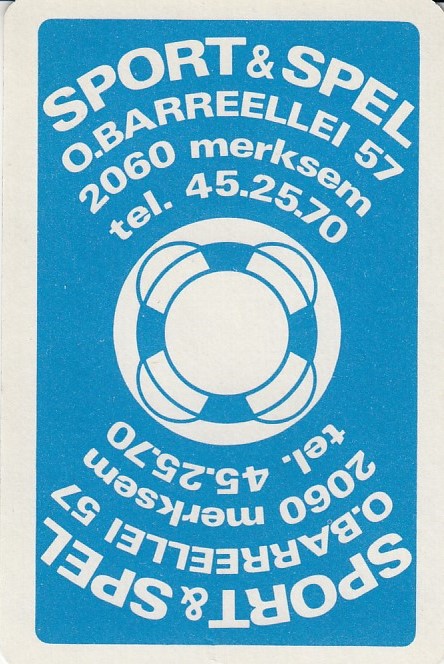 SPORT & SPEL
O.BARREELLEI 57
2060 merksem
tel. 45.25.70
tel. 45.25.70
2060 merksem
O.BARREELLEI 57
SPORT & SPEL